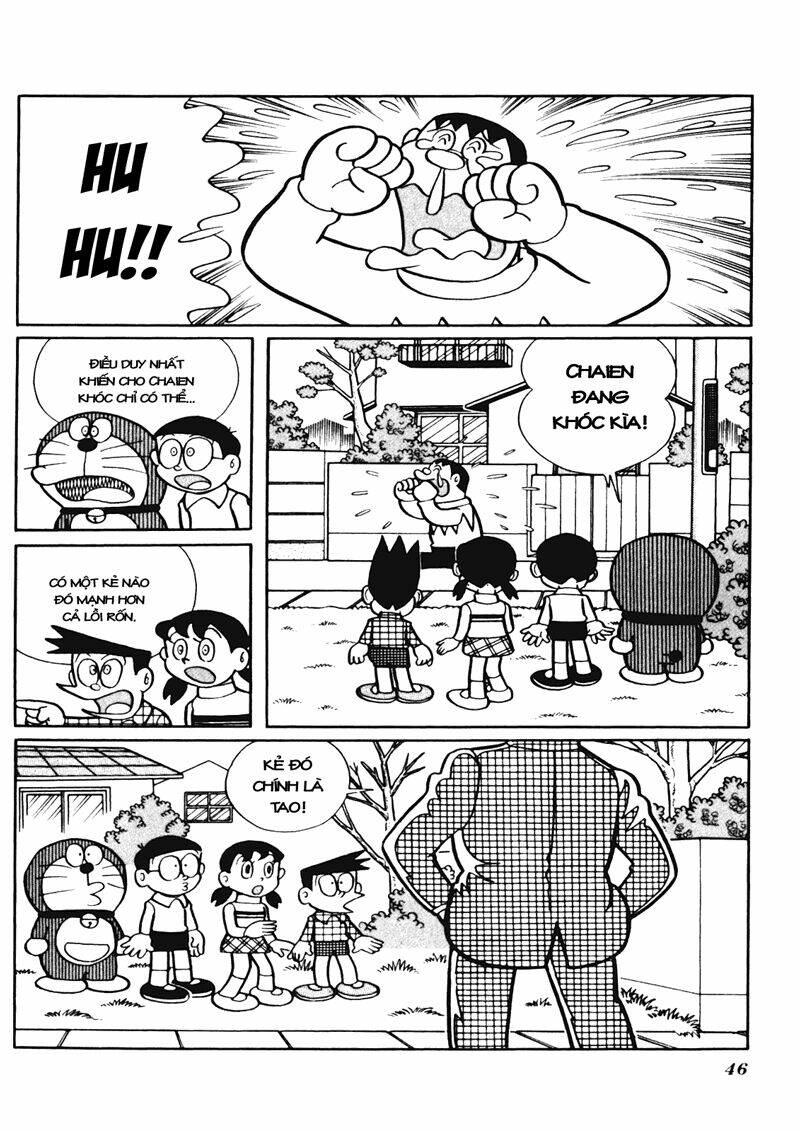 HU
HU!!
ĐIỀU DUY NHẤT
KHIẾN CHO CHAIEN
KHÓC CHỈ CÓ THỂ...
CHAIEN
ĐANG
KHÓC KÌA!
CÓ MỘT KẺ NÀO
ĐÓ MẠNH HƠN
CẢ LỒI RỐN.
KẺ ĐÓ
CHÍNH LÀ
TAO!
46